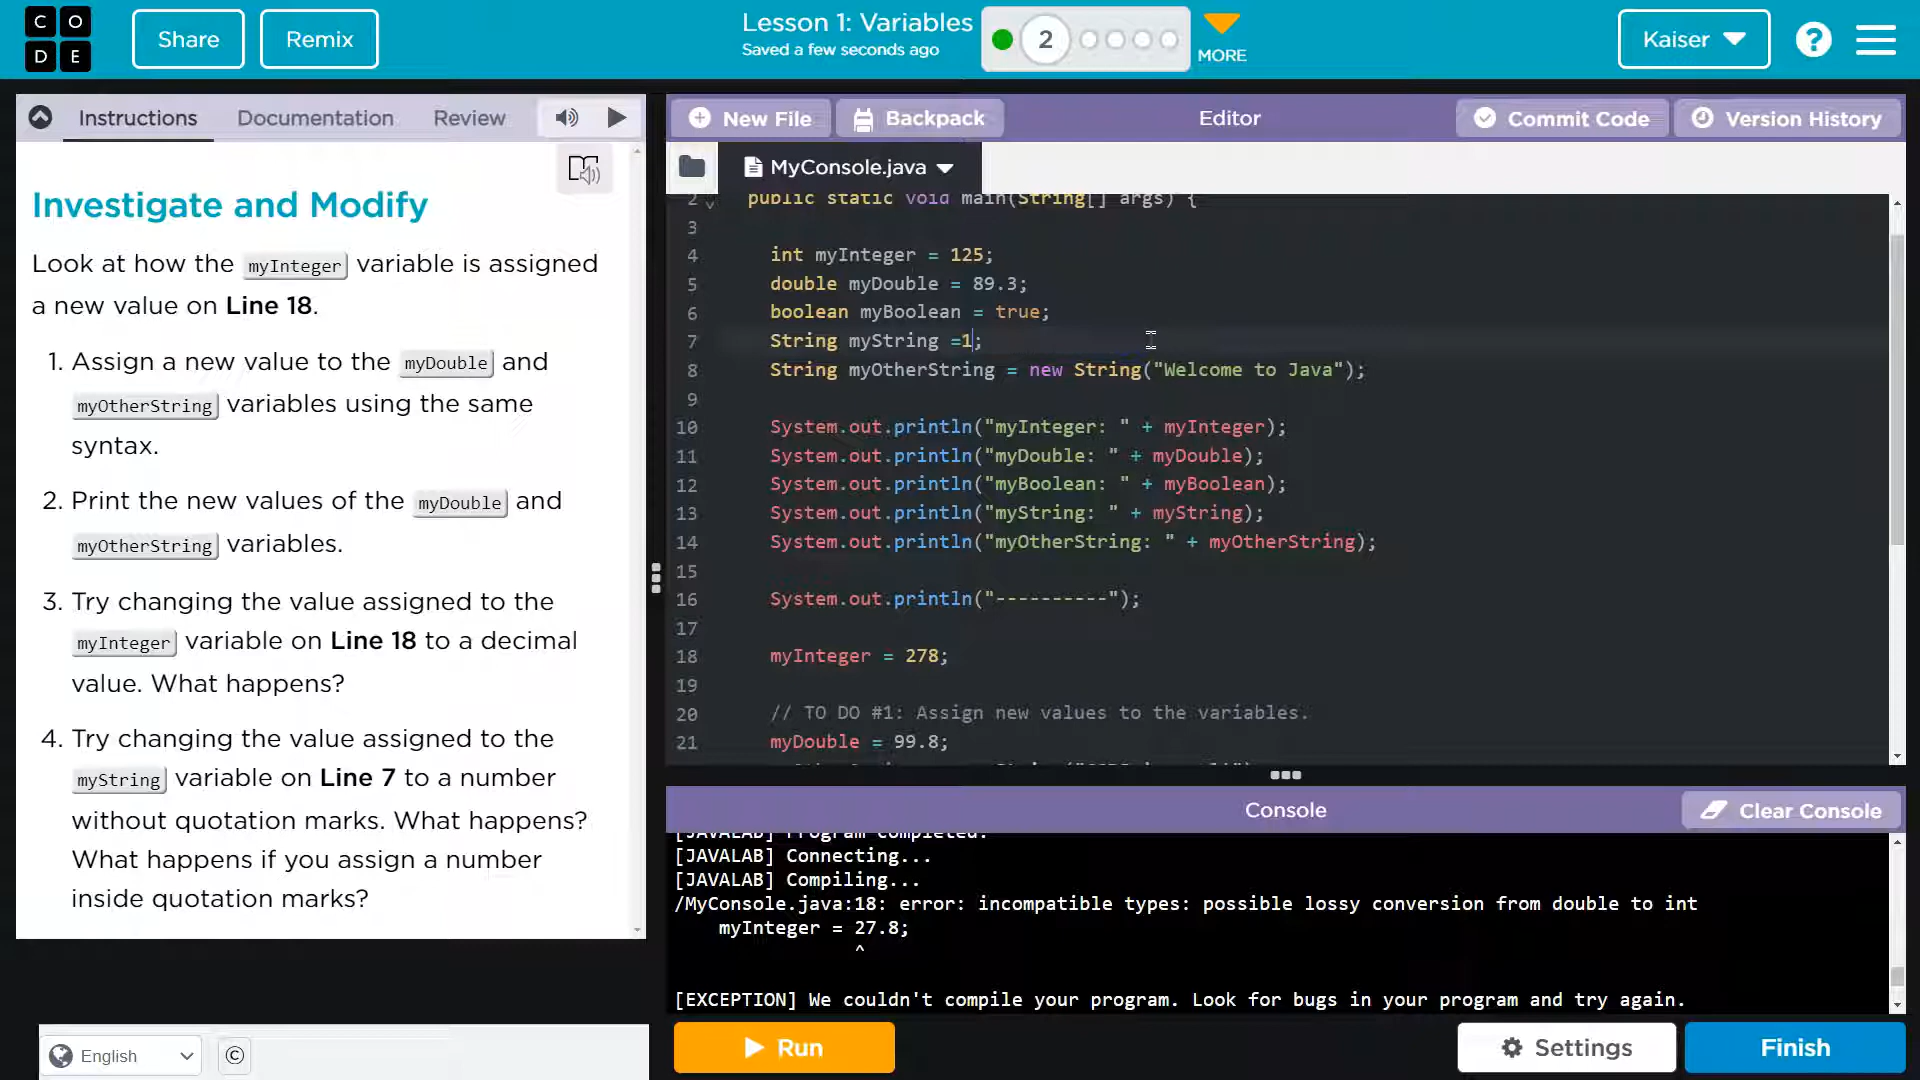 C O
D E
Share
Remix
Lesson 1: Variables
Saved a few seconds ago
2
MORE
Kaiser
?
Instructions
Documentation
Review
Investigate and Modify
Look at how the myInteger variable is assigned
a new value on Line 18.
1. Assign a new value to the myDouble and
myOtherString variables using the same
syntax.
2. Print the new values of the myDouble and
myOtherString variables.
3. Try changing the value assigned to the
myInteger variable on Line 18 to a decimal
value. What happens?
4. Try changing the value assigned to the
myString variable on Line 7 to a number
without quotation marks. What happens?
What happens if you assign a number
inside quotation marks?
English
©
New File
Backpack
Editor
Commit Code
Version History
MyConsole.java
2 public static void main(String[] args) {
3
4 int myInteger = 125;
5 double myDouble = 89.3;
6 boolean myBoolean = true;
7 String myString =1;
8 String myOtherString = new String("Welcome to Java");
9
10 System.out.println("myInteger: " + myInteger);
11 System.out.println("myDouble: " + myDouble);
12 System.out.println("myBoolean: " + myBoolean);
13 System.out.println("myString: " + myString);
14 System.out.println("myOtherString: " + myOtherString);
15
16 System.out.println("----------");
17
18 myInteger = 278;
19
20 // TO DO #1: Assign new values to the variables.
21 myDouble = 99.8;
Console
Clear Console
[JAVALAB] Program completed.
[JAVALAB] Connecting...
[JAVALAB] Compiling...
/MyConsole.java:18: error: incompatible types: possible lossy conversion from double to int
myInteger = 27.8;
^
[EXCEPTION] We couldn't compile your program. Look for bugs in your program and try again.
Run
Settings
Finish